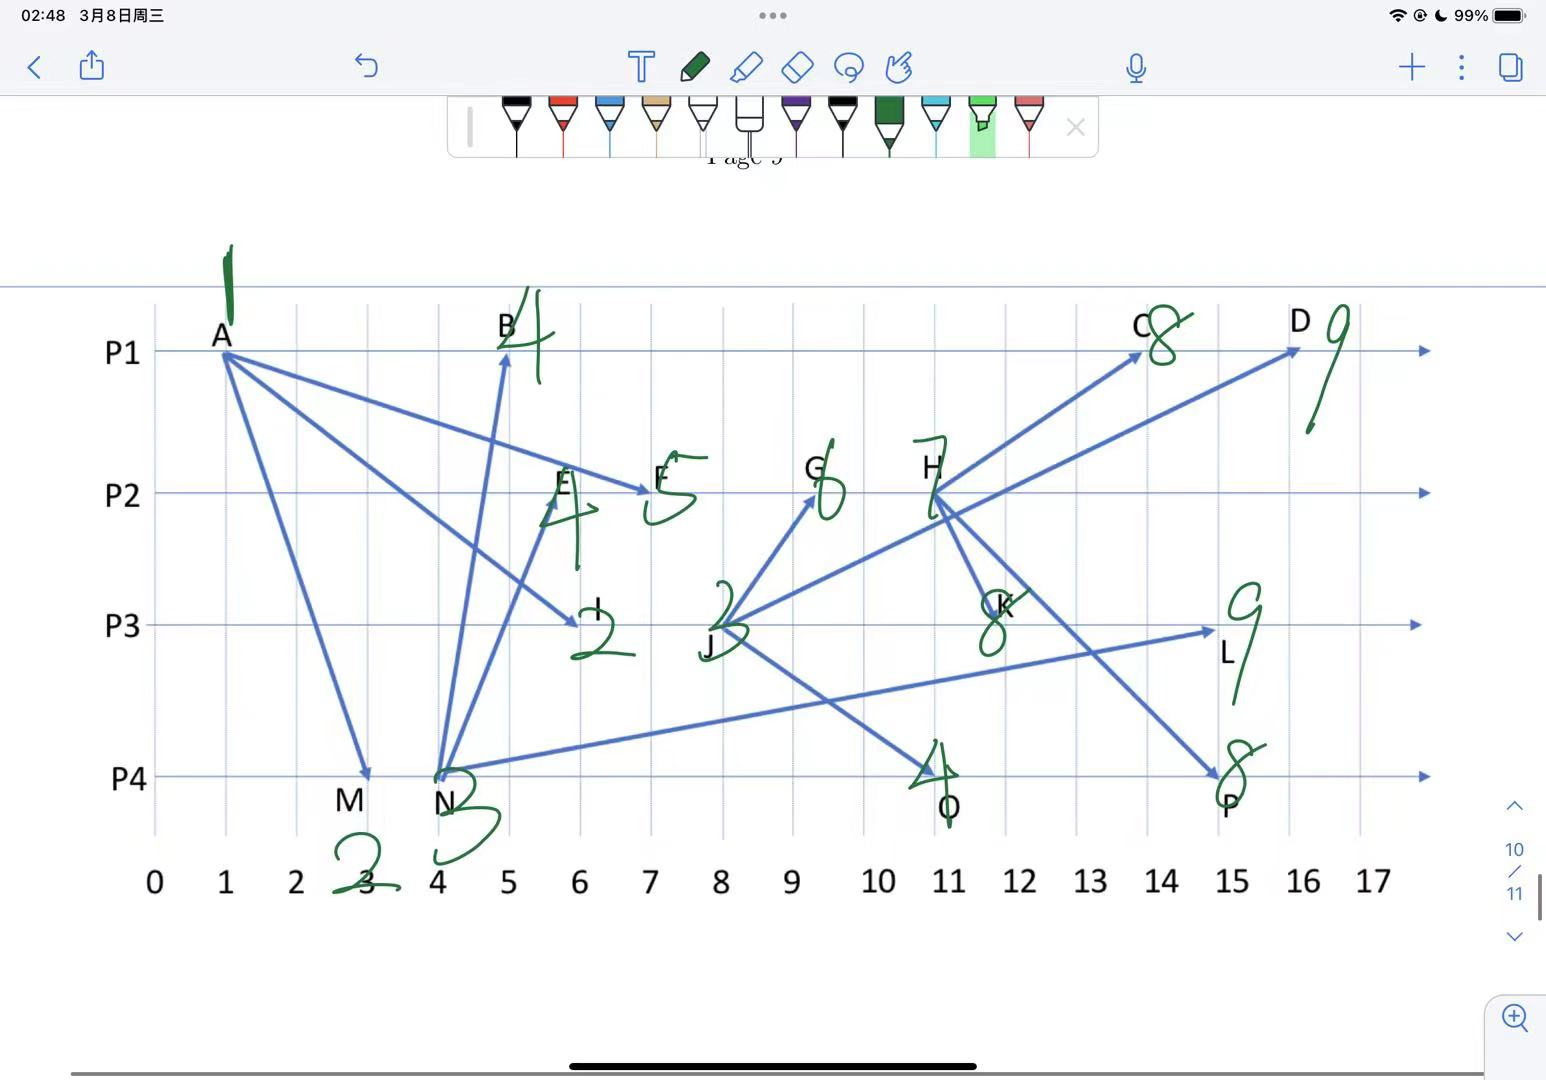 02:48 3月8日周三
99%
T
Page 9
1
A
B 4
C 8
D 9
P1
E 4
F 5
G 6
H 7
P2
I 2
J 3
K 8
L 9
P3
P4
M 2
N 3
O 4
P 8
0 1 2 3 4 5 6 7 8 9 10 11 12 13 14 15 16 17
10
/
11